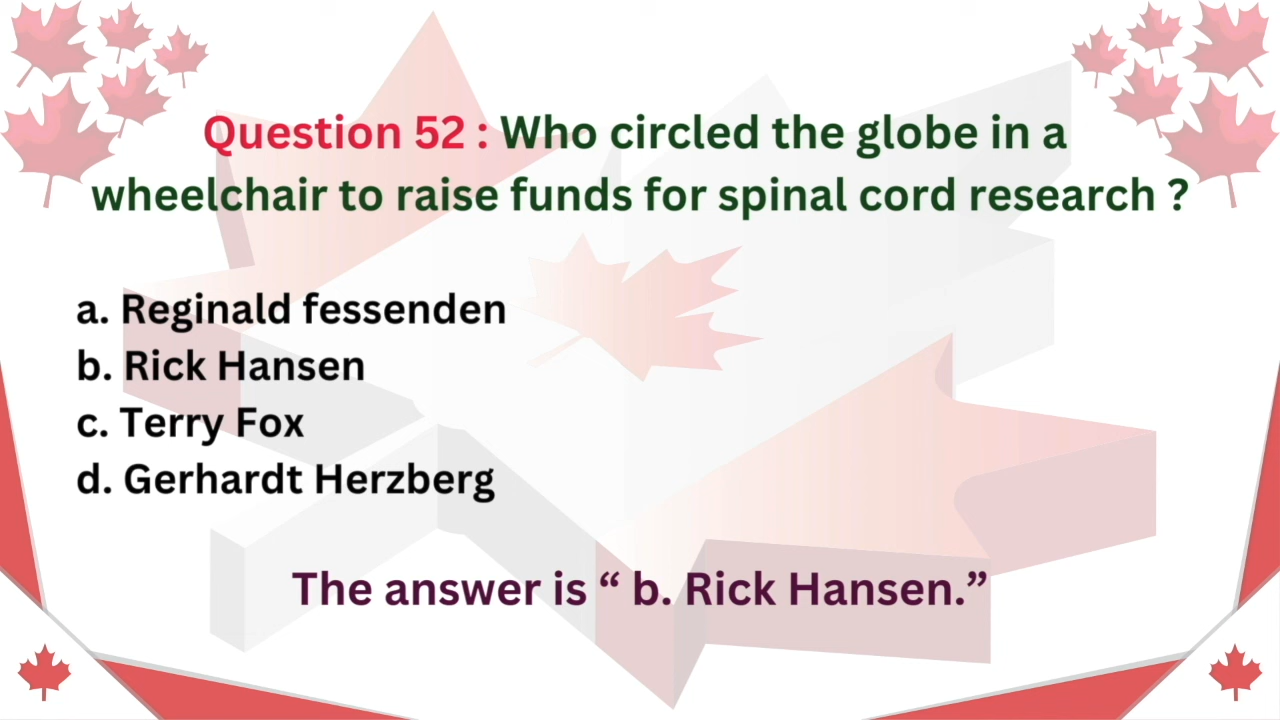 Question 52 : Who circled the globe in a
wheelchair to raise funds for spinal cord research ?
a. Reginald fessenden
b. Rick Hansen
c. Terry Fox
d. Gerhardt Herzberg
The answer is “ b. Rick Hansen.”